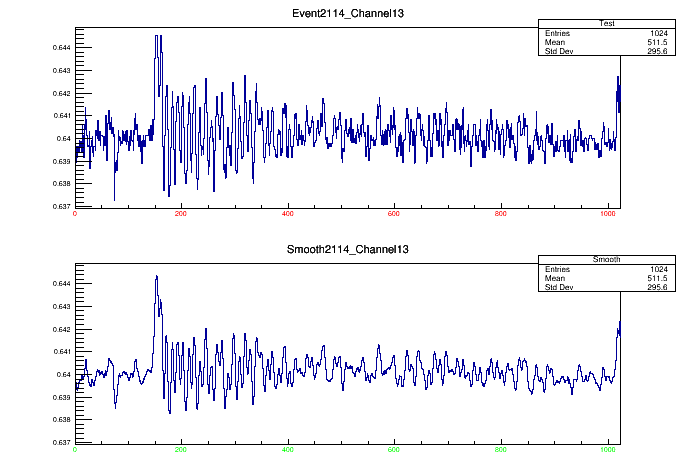 Event2114_Channel13
Test
Entries 1024
Mean 511.5
Std Dev 295.6
0.644
0.643
0.642
0.641
0.64
0.639
0.638
0.637
0 200 400 600 800 1000
Smooth2114_Channel13
Smooth
Entries 1024
Mean 511.5
Std Dev 295.6
0.644
0.643
0.642
0.641
0.64
0.639
0.638
0.637
0 200 400 600 800 1000